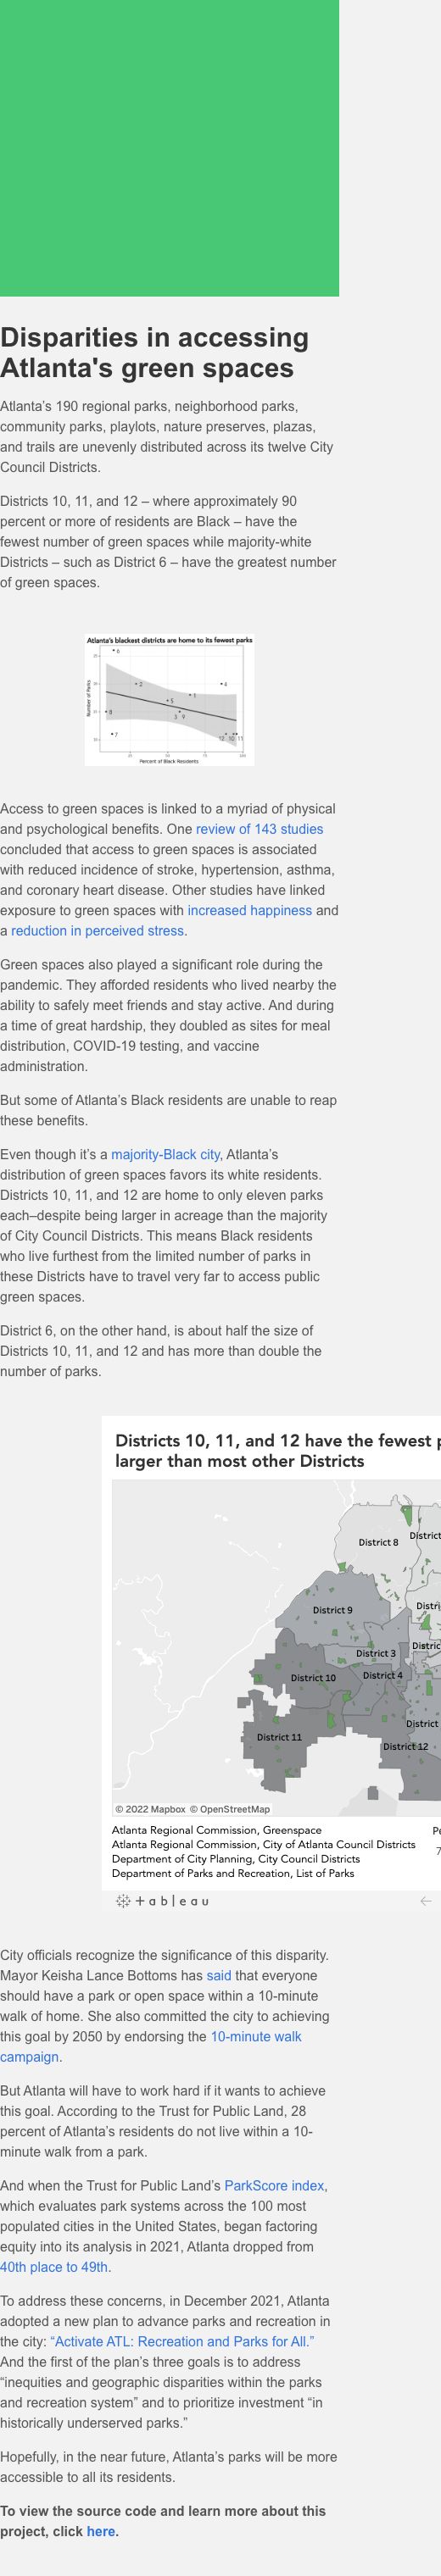 Disparities in accessing
Atlanta's green spaces
Atlanta’s 190 regional parks, neighborhood parks,
community parks, playlots, nature preserves, plazas,
and trails are unevenly distributed across its twelve City
Council Districts.
Districts 10, 11, and 12 – where approximately 90
percent or more of residents are Black – have the
fewest number of green spaces while majority-white
Districts – such as District 6 – have the greatest number
of green spaces.
Atlanta's blackest districts are home to its fewest parks
Number of Parks
6
2
4
1
5
8
3 9
7
12 10 11
Percent of Black Residents
Access to green spaces is linked to a myriad of physical
and psychological benefits. One review of 143 studies
concluded that access to green spaces is associated
with reduced incidence of stroke, hypertension, asthma,
and coronary heart disease. Other studies have linked
exposure to green spaces with increased happiness and
a reduction in perceived stress.
Green spaces also played a significant role during the
pandemic. They afforded residents who lived nearby the
ability to safely meet friends and stay active. And during
a time of great hardship, they doubled as sites for meal
distribution, COVID-19 testing, and vaccine
administration.
But some of Atlanta’s Black residents are unable to reap
these benefits.
Even though it’s a majority-Black city, Atlanta’s
distribution of green spaces favors its white residents.
Districts 10, 11, and 12 are home to only eleven parks
each–despite being larger in acreage than the majority
of City Council Districts. This means Black residents
who live furthest from the limited number of parks in
these Districts have to travel very far to access public
green spaces.
District 6, on the other hand, is about half the size of
Districts 10, 11, and 12 and has more than double the
number of parks.
Districts 10, 11, and 12 have the fewest p
larger than most other Districts
District 8
District
District 9
Distri
District 3
Distric
District 10
District 4
District 11
District
District 12
© 2022 Mapbox © OpenStreetMap
Atlanta Regional Commission, Greenspace
Atlanta Regional Commission, City of Atlanta Council Districts
Department of City Planning, City Council Districts
Department of Parks and Recreation, List of Parks
Pe
7
+ableau
City officials recognize the significance of this disparity.
Mayor Keisha Lance Bottoms has said that everyone
should have a park or open space within a 10-minute
walk of home. She also committed the city to achieving
this goal by 2050 by endorsing the 10-minute walk
campaign.
But Atlanta will have to work hard if it wants to achieve
this goal. According to the Trust for Public Land, 28
percent of Atlanta’s residents do not live within a 10-
minute walk from a park.
And when the Trust for Public Land’s ParkScore index,
which evaluates park systems across the 100 most
populated cities in the United States, began factoring
equity into its analysis in 2021, Atlanta dropped from
40th place to 49th.
To address these concerns, in December 2021, Atlanta
adopted a new plan to advance parks and recreation in
the city: “Activate ATL: Recreation and Parks for All.”
And the first of the plan’s three goals is to address
“inequities and geographic disparities within the parks
and recreation system” and to prioritize investment “in
historically underserved parks.”
Hopefully, in the near future, Atlanta’s parks will be more
accessible to all its residents.
To view the source code and learn more about this
project, click here.